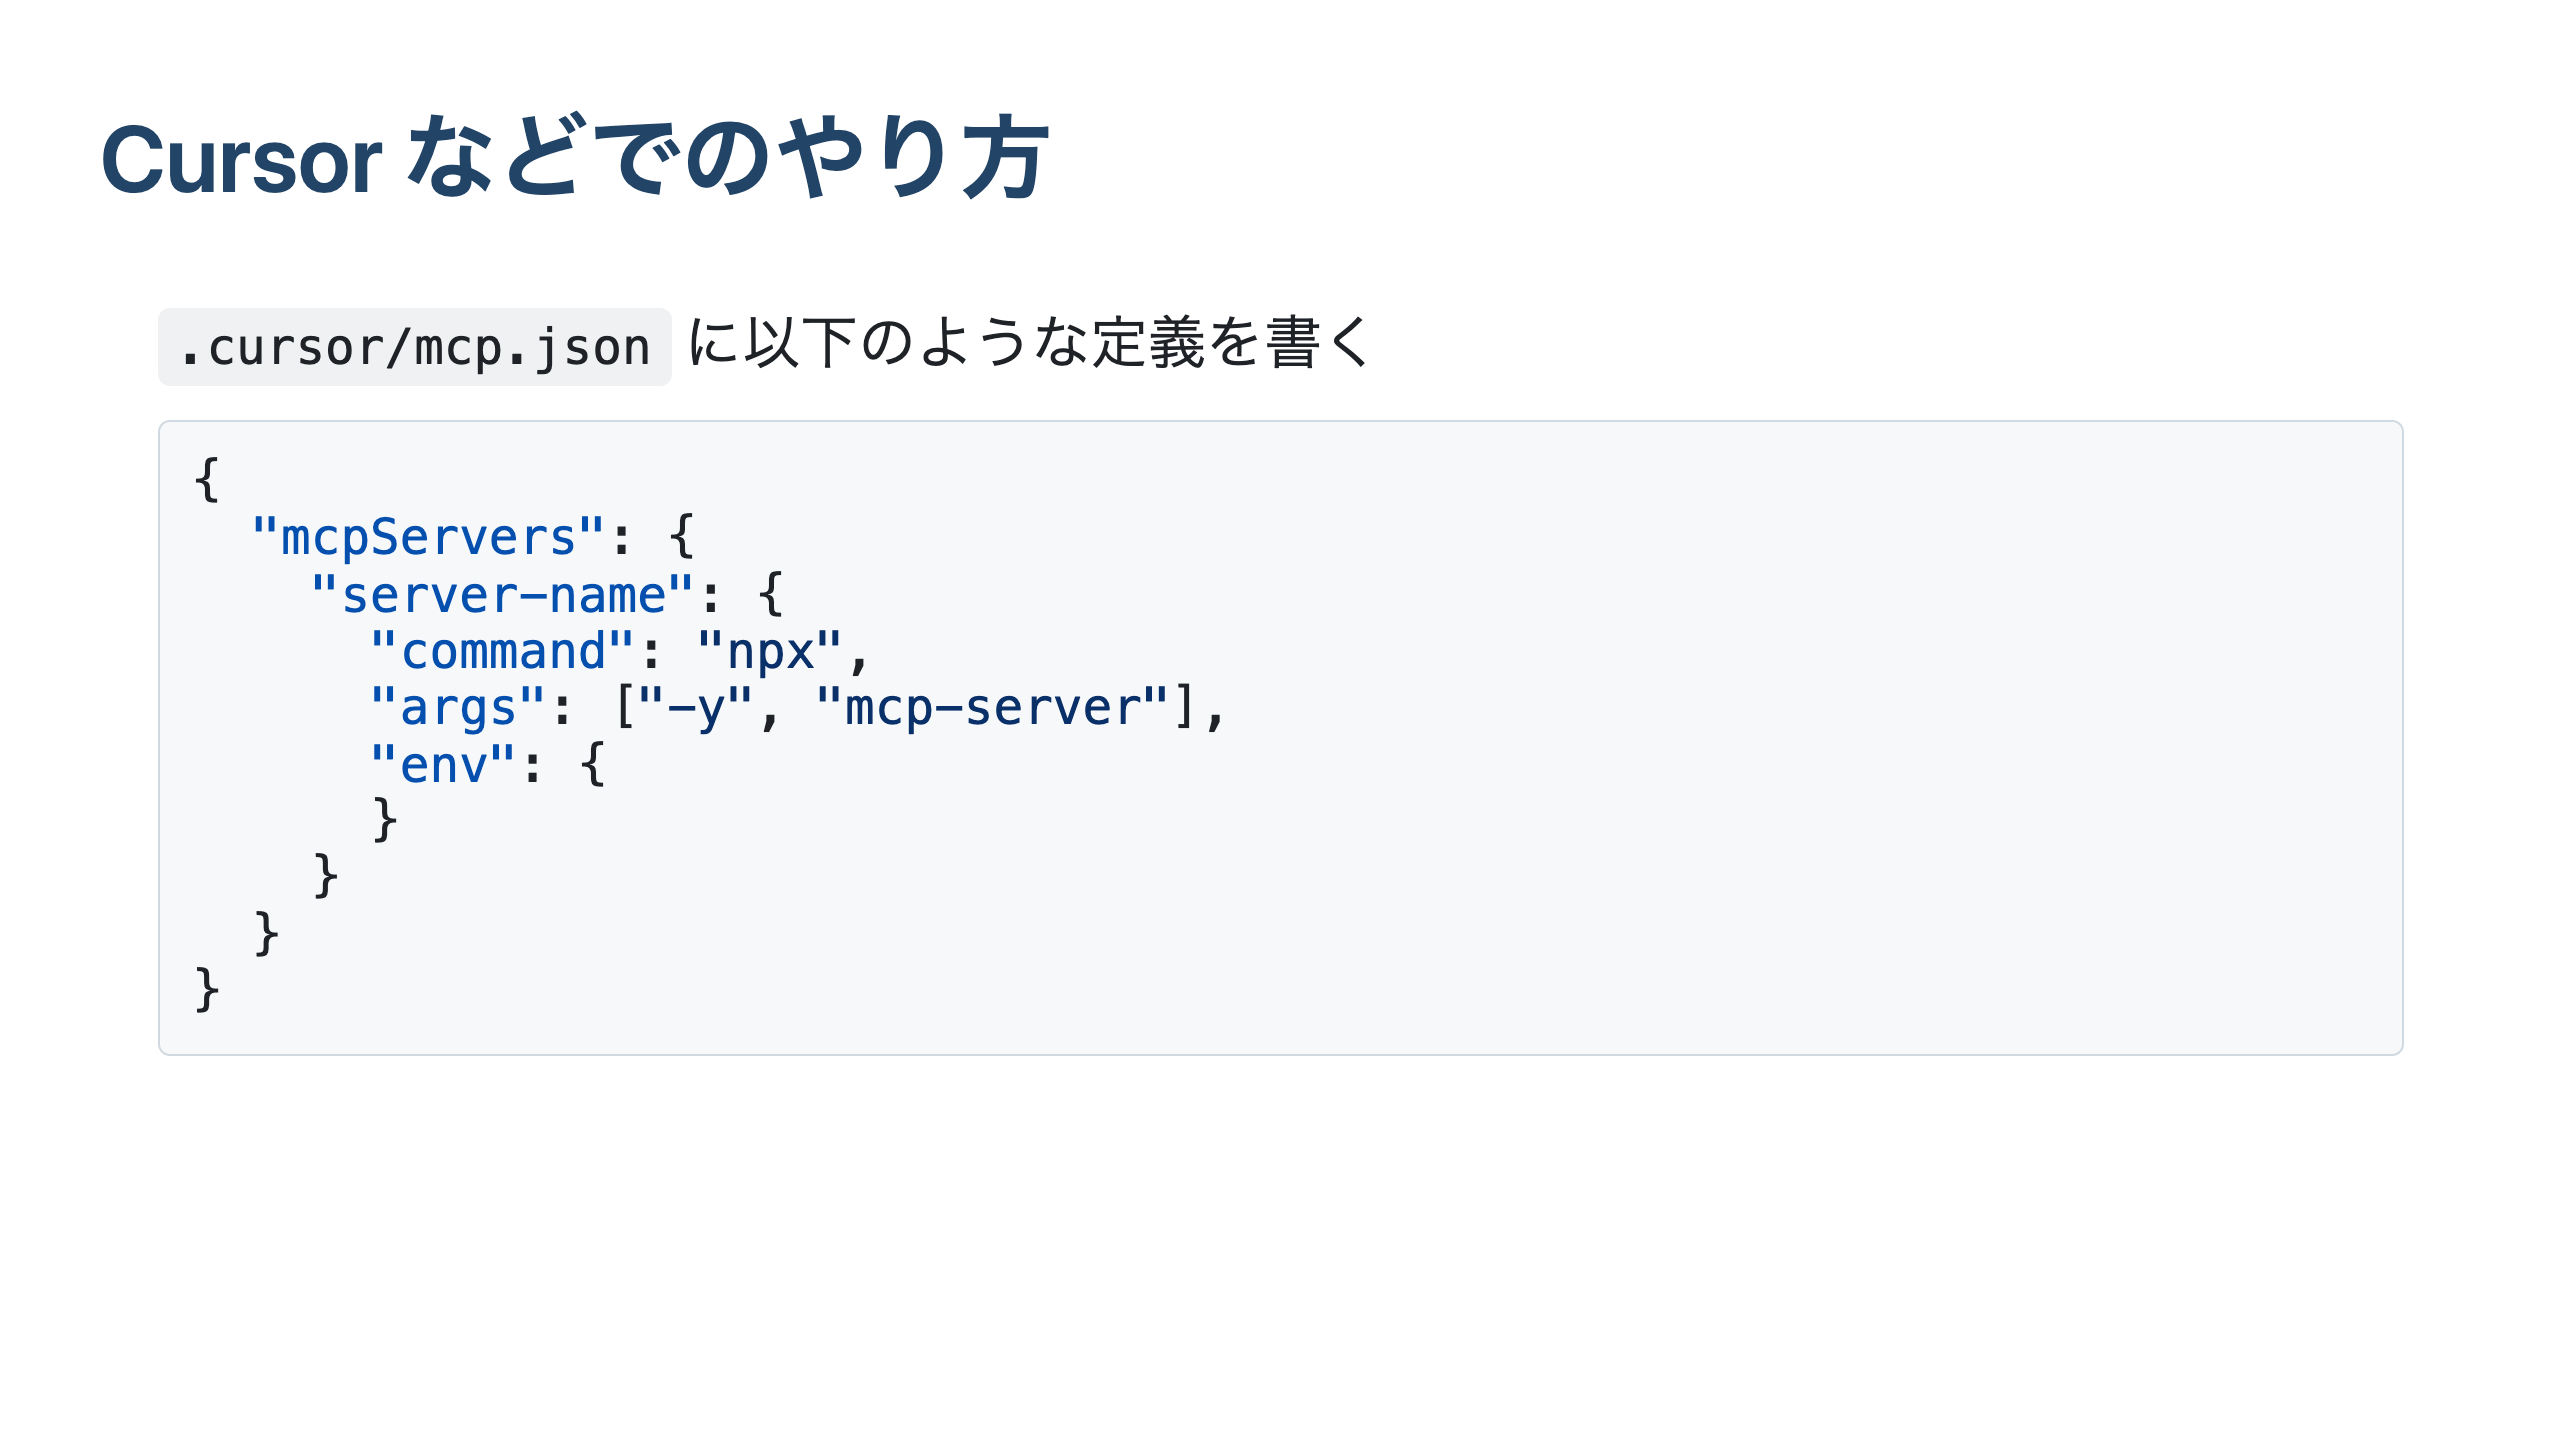 Cursor などでのやり方
.cursor/mcp.json に以下のような定義を書く
{
  "mcpServers": {
    "server-name": {
      "command": "npx",
      "args": ["-y", "mcp-server"],
      "env": {
      }
    }
  }
}